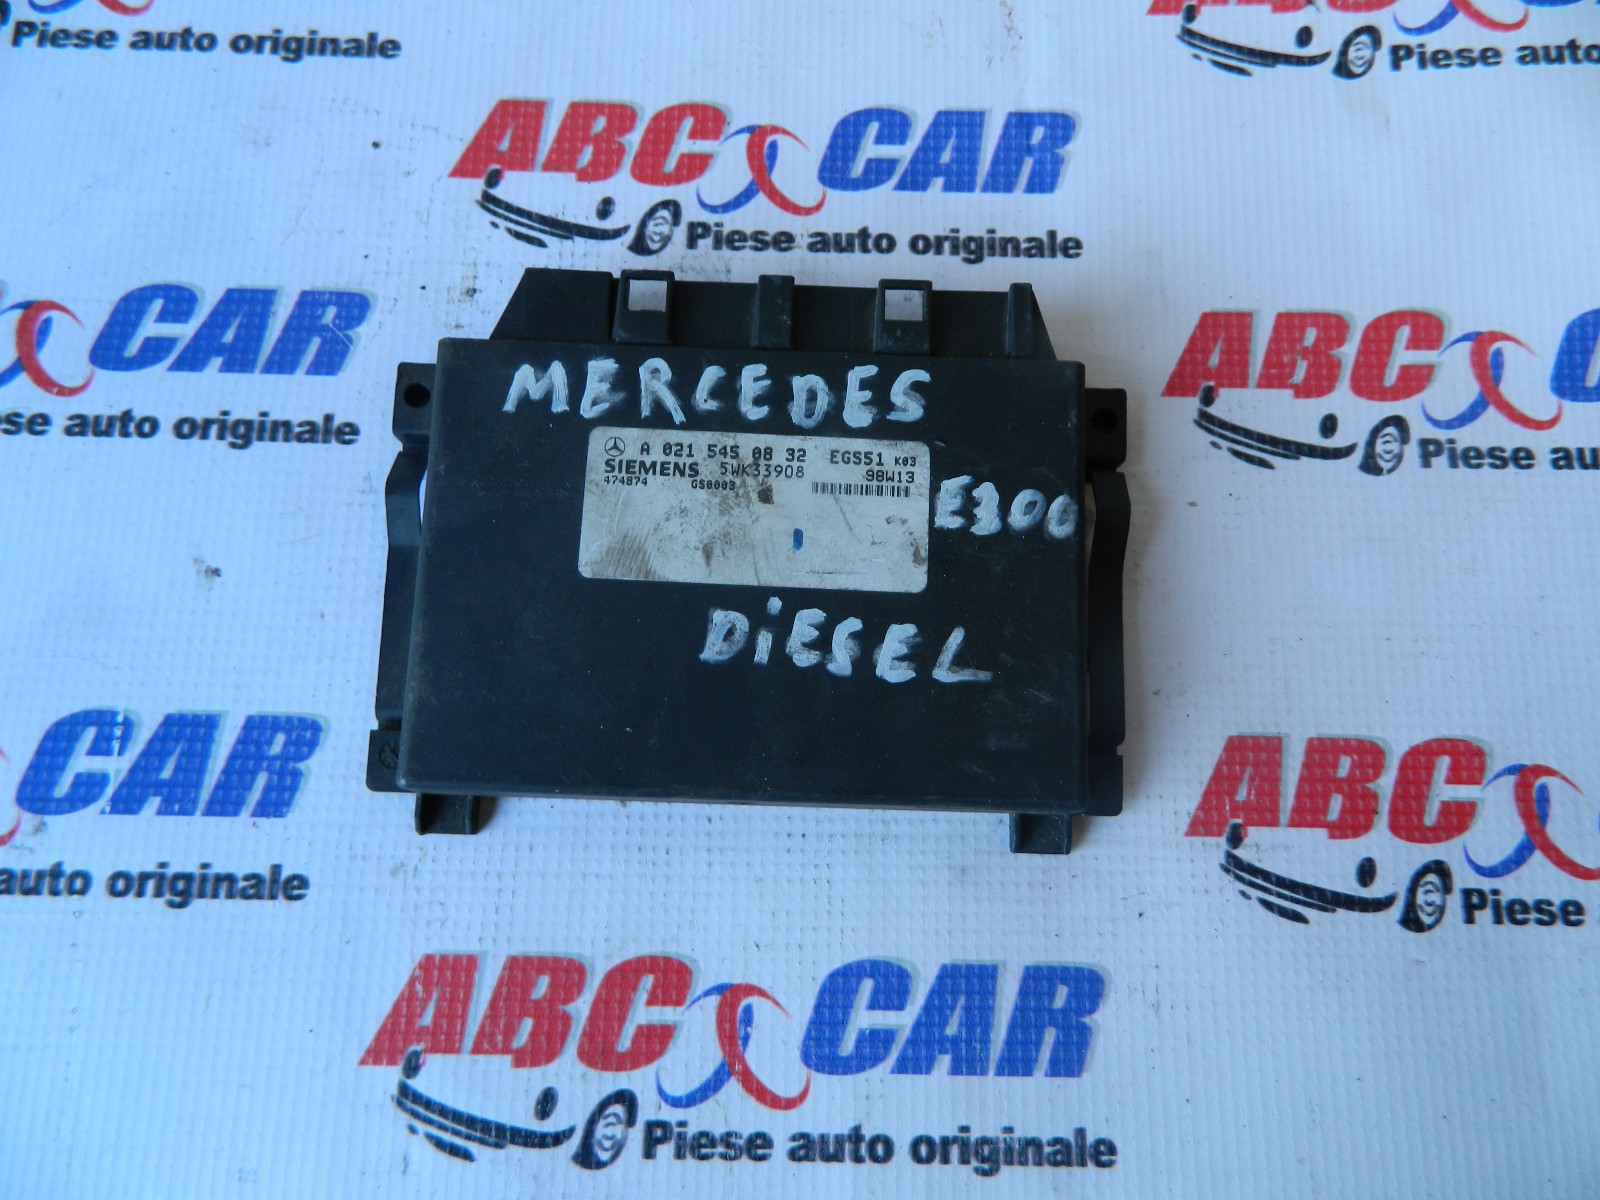 Piese auto originale
ABC CAR
Piese auto
ABC CAR
Piese auto originale
CAR
ese auto originale
ABC C
Piese au
MERCEDES
A 021 545 08 32 EGS51 K03
SIEMENS 5WK33908 98W13
474874 GS0003
E300
DiESEL
CAR
auto originale
ABC
Piese
ABC CAR
Piese auto originale